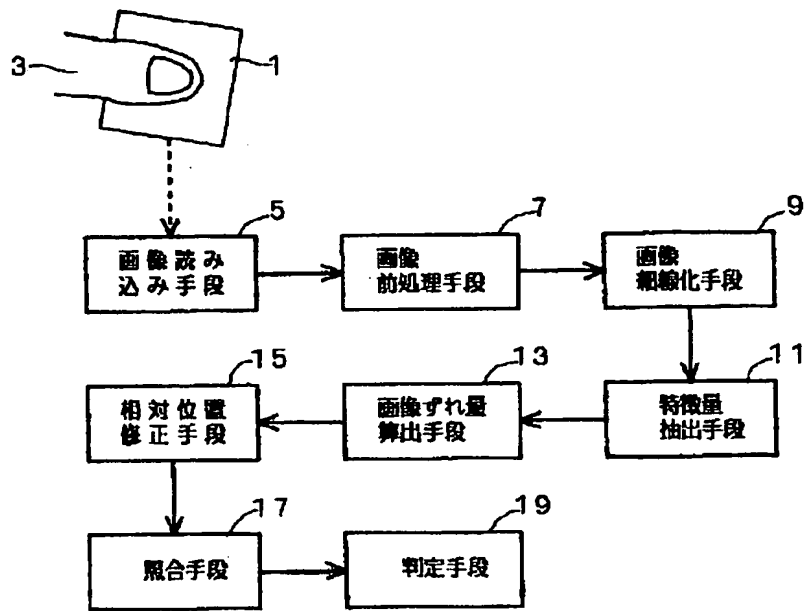 3
1
5
画像読み
込み手段
7
画像
前処理手段
9
画像
細線化手段
15
相対位置
修正手段
13
画像ずれ量
算出手段
11
特徴量
抽出手段
17
照合手段
19
判定手段